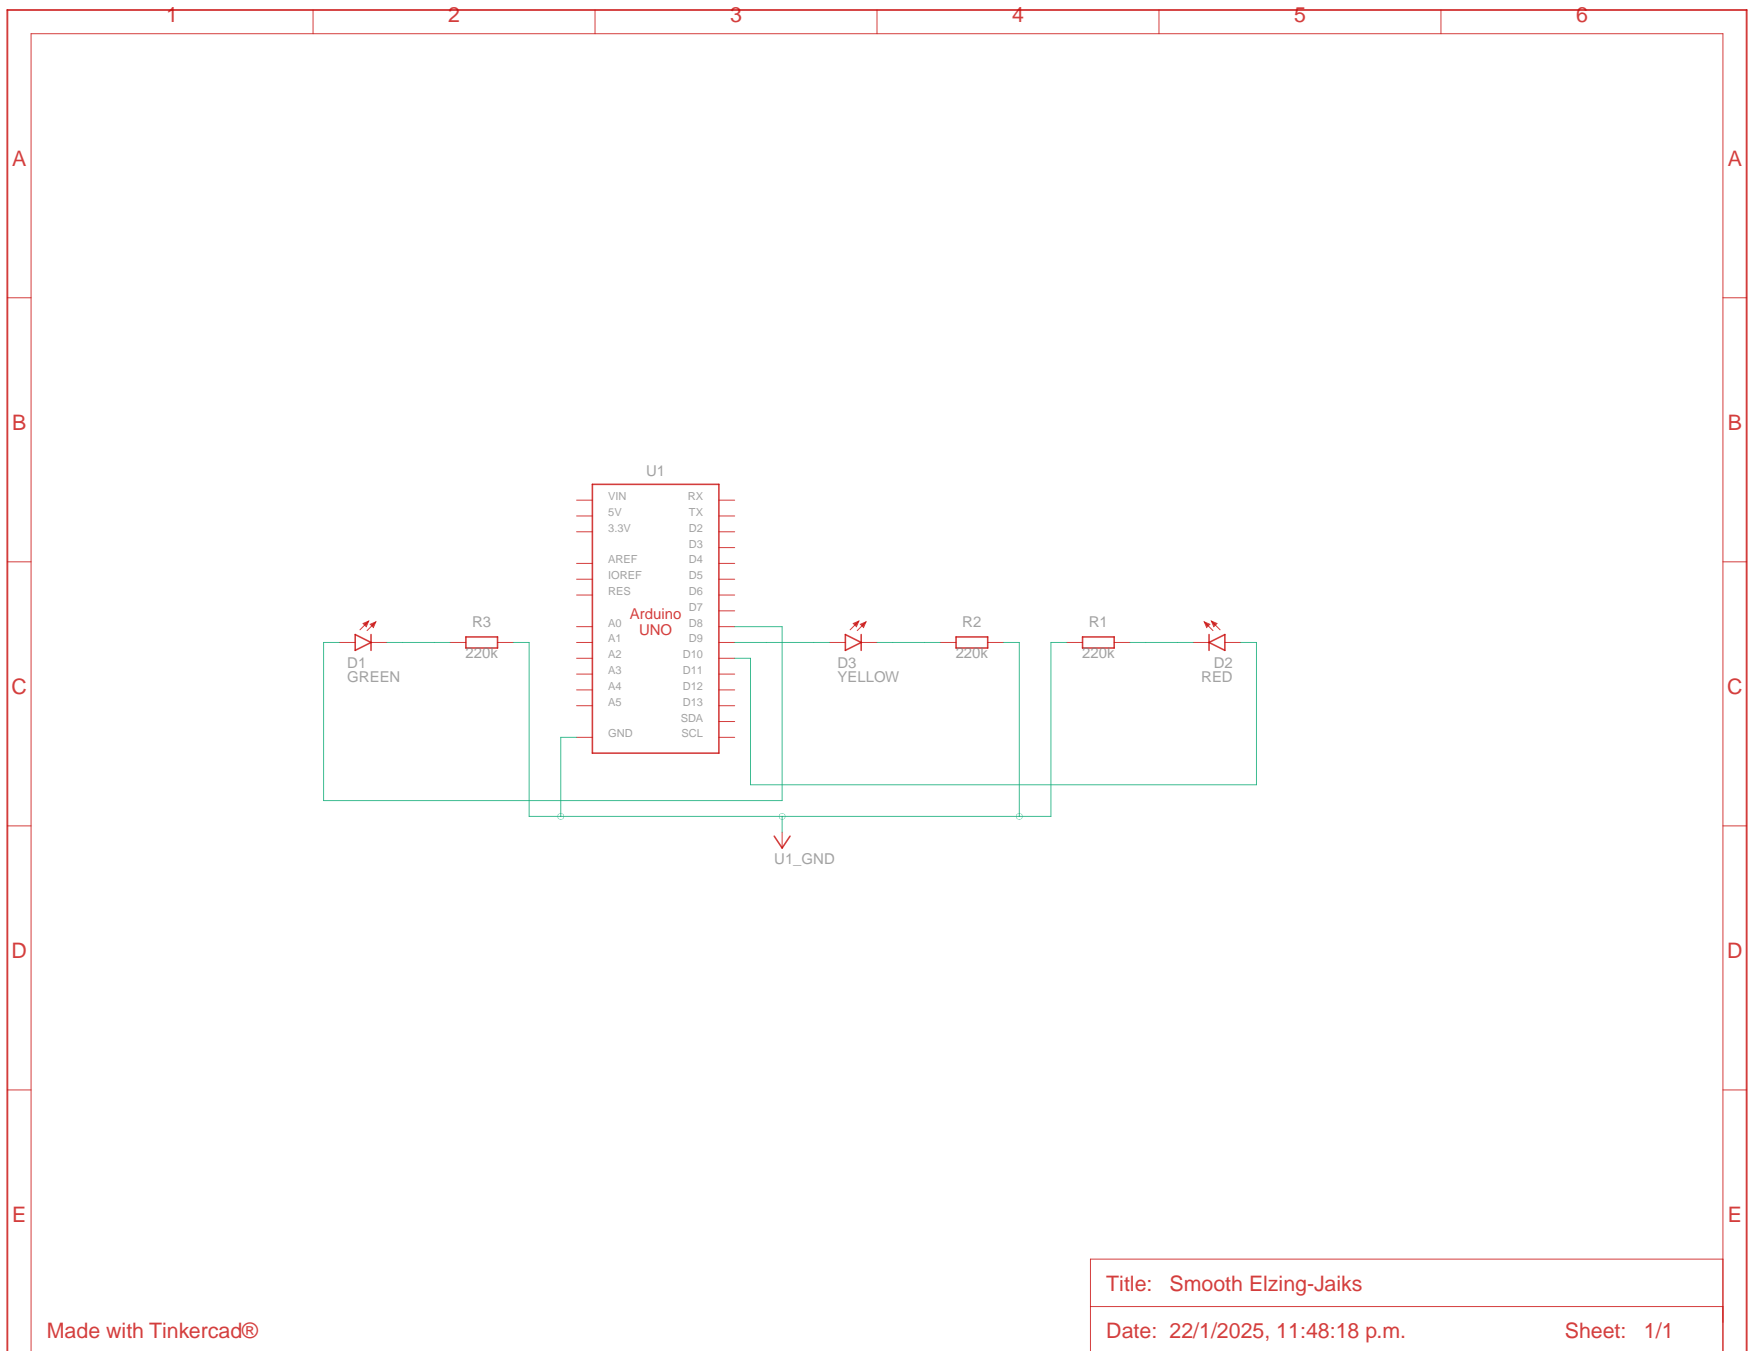 1 2 3 4 5 6
A A
B B
U1
VIN RX
5V TX
3.3V D2
D3
AREF D4
IOREF D5
RES D6
D7
Arduino
UNO
A0 D8
A1 D9
A2 D10
A3 D11
A4 D12
A5 D13
SDA
GND SCL
R3
220k
D1
GREEN
R2
220k
D3
YELLOW
R1
220k
D2
RED
C C
U1_GND
D D
E E
Title: Smooth Elzing-Jaiks
Made with Tinkercad®
Date: 22/1/2025, 11:48:18 p.m. Sheet: 1/1